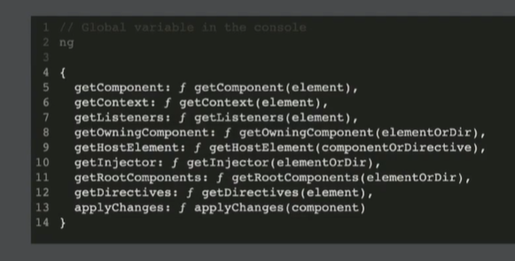 1 // Global variable in the console
2 ng
3
4 {
5 getComponent: ƒ getComponent(element),
6 getContext: ƒ getContext(element),
7 getListeners: ƒ getListeners(element),
8 getOwningComponent: ƒ getOwningComponent(elementOrDir),
9 getHostElement: ƒ getHostElement(componentOrDirective),
10 getInjector: ƒ getInjector(elementOrDir),
11 getRootComponents: ƒ getRootComponents(elementOrDir),
12 getDirectives: ƒ getDirectives(element),
13 applyChanges: ƒ applyChanges(component)
14 }